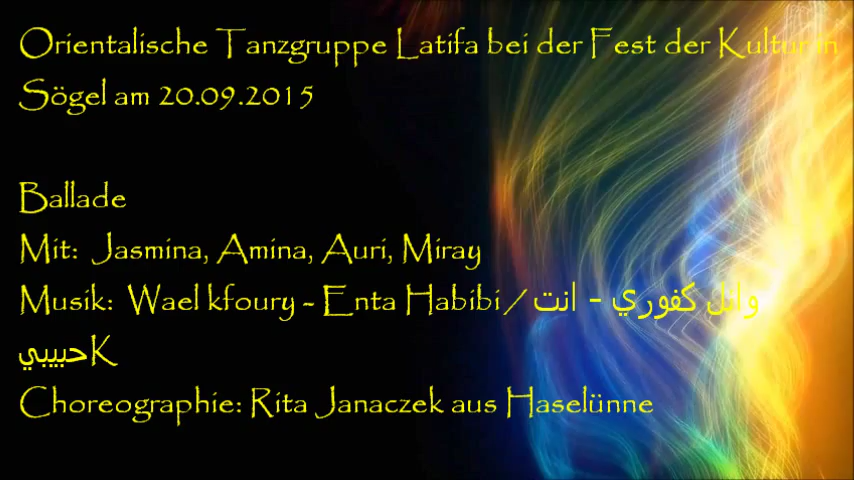 Orientalische Tanzgruppe Latifa bei der Fest der Kultur in
Sögel am 20.09.2015
Ballade
Mit: Jasmina, Amina, Auri, Miray
Musik: Wael kfoury - Enta Habibi / وائل كفوري - انت
حبيبيK
Choreographie: Rita Janaczek aus Haselünne